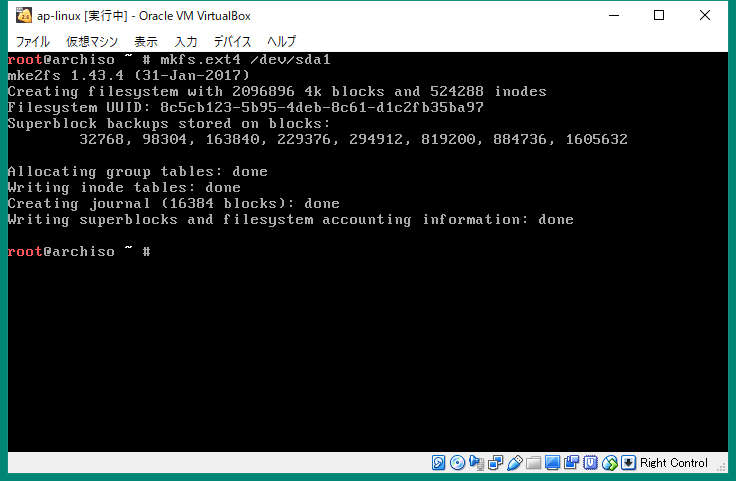 ap-linux [実行中] - Oracle VM VirtualBox
ファイル 仮想マシン 表示 入力 デバイス ヘルプ
root@archiso ~ # mkfs.ext4 /dev/sda1
mke2fs 1.43.4 (31-Jan-2017)
Creating filesystem with 2096896 4k blocks and 524288 inodes
Filesystem UUID: 8c5cb123-5b95-4deb-8c61-d1c2fb35ba97
Superblock backups stored on blocks:
32768, 98304, 163840, 229376, 294912, 819200, 884736, 1605632
Allocating group tables: done
Writing inode tables: done
Creating journal (16384 blocks): done
Writing superblocks and filesystem accounting information: done
root@archiso ~ #
Right Control